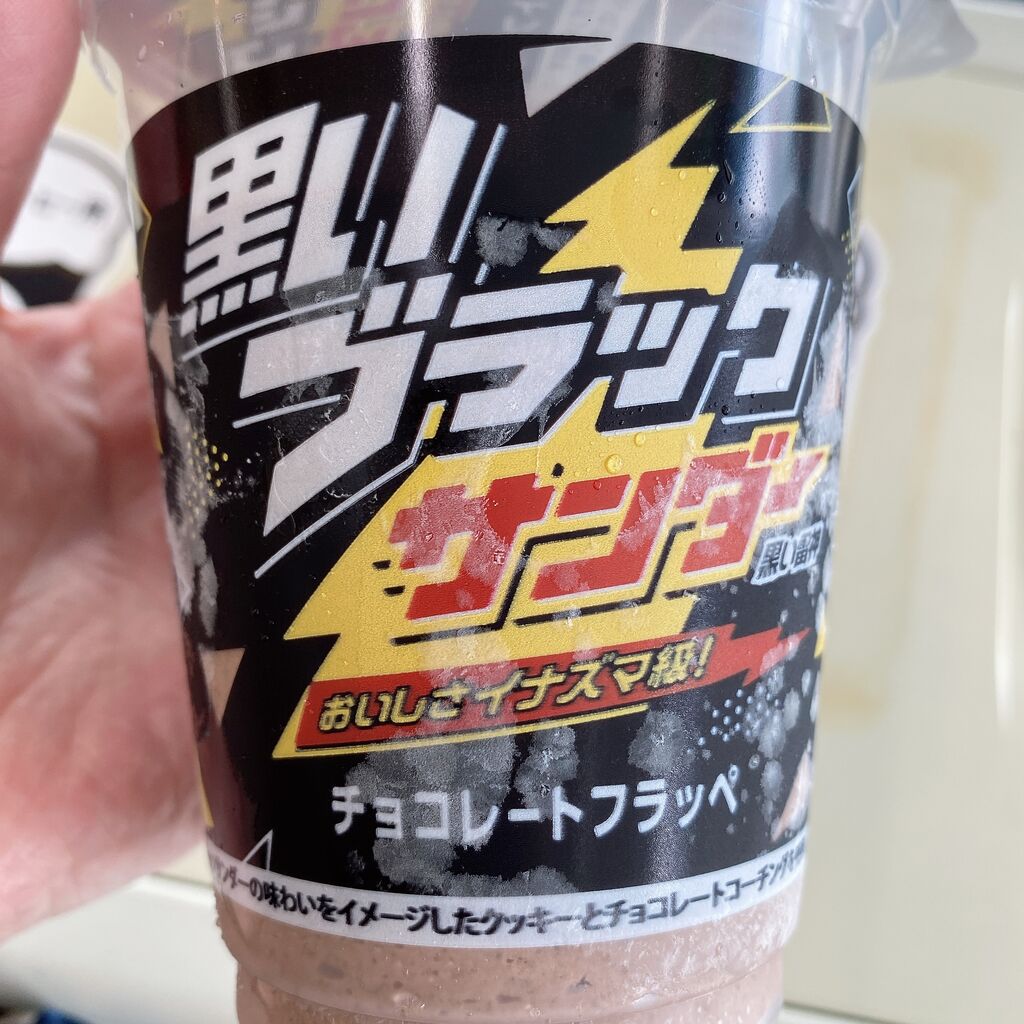 黒い
ブラック
サンダー
黒い雷神
おいしさイナズマ級!
チョコレートフラッペ
ンダーの味わいをイメージしたクッキーとチョコレートコーチングを